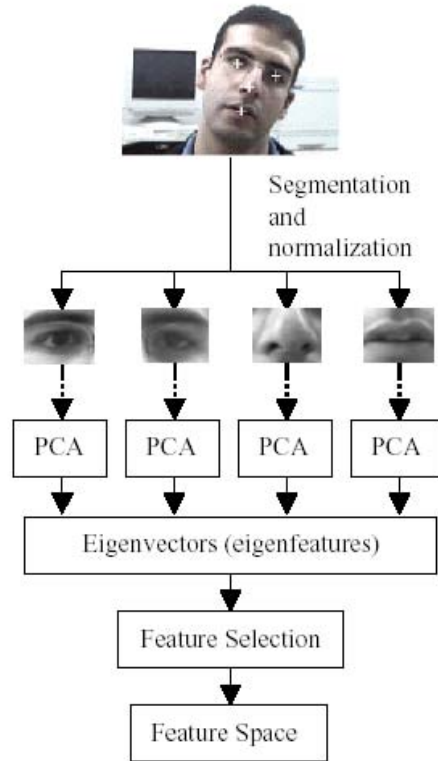 Segmentation
and
normalization
PCA PCA PCA PCA
Eigenvectors (eigenfeatures)
Feature Selection
Feature Space